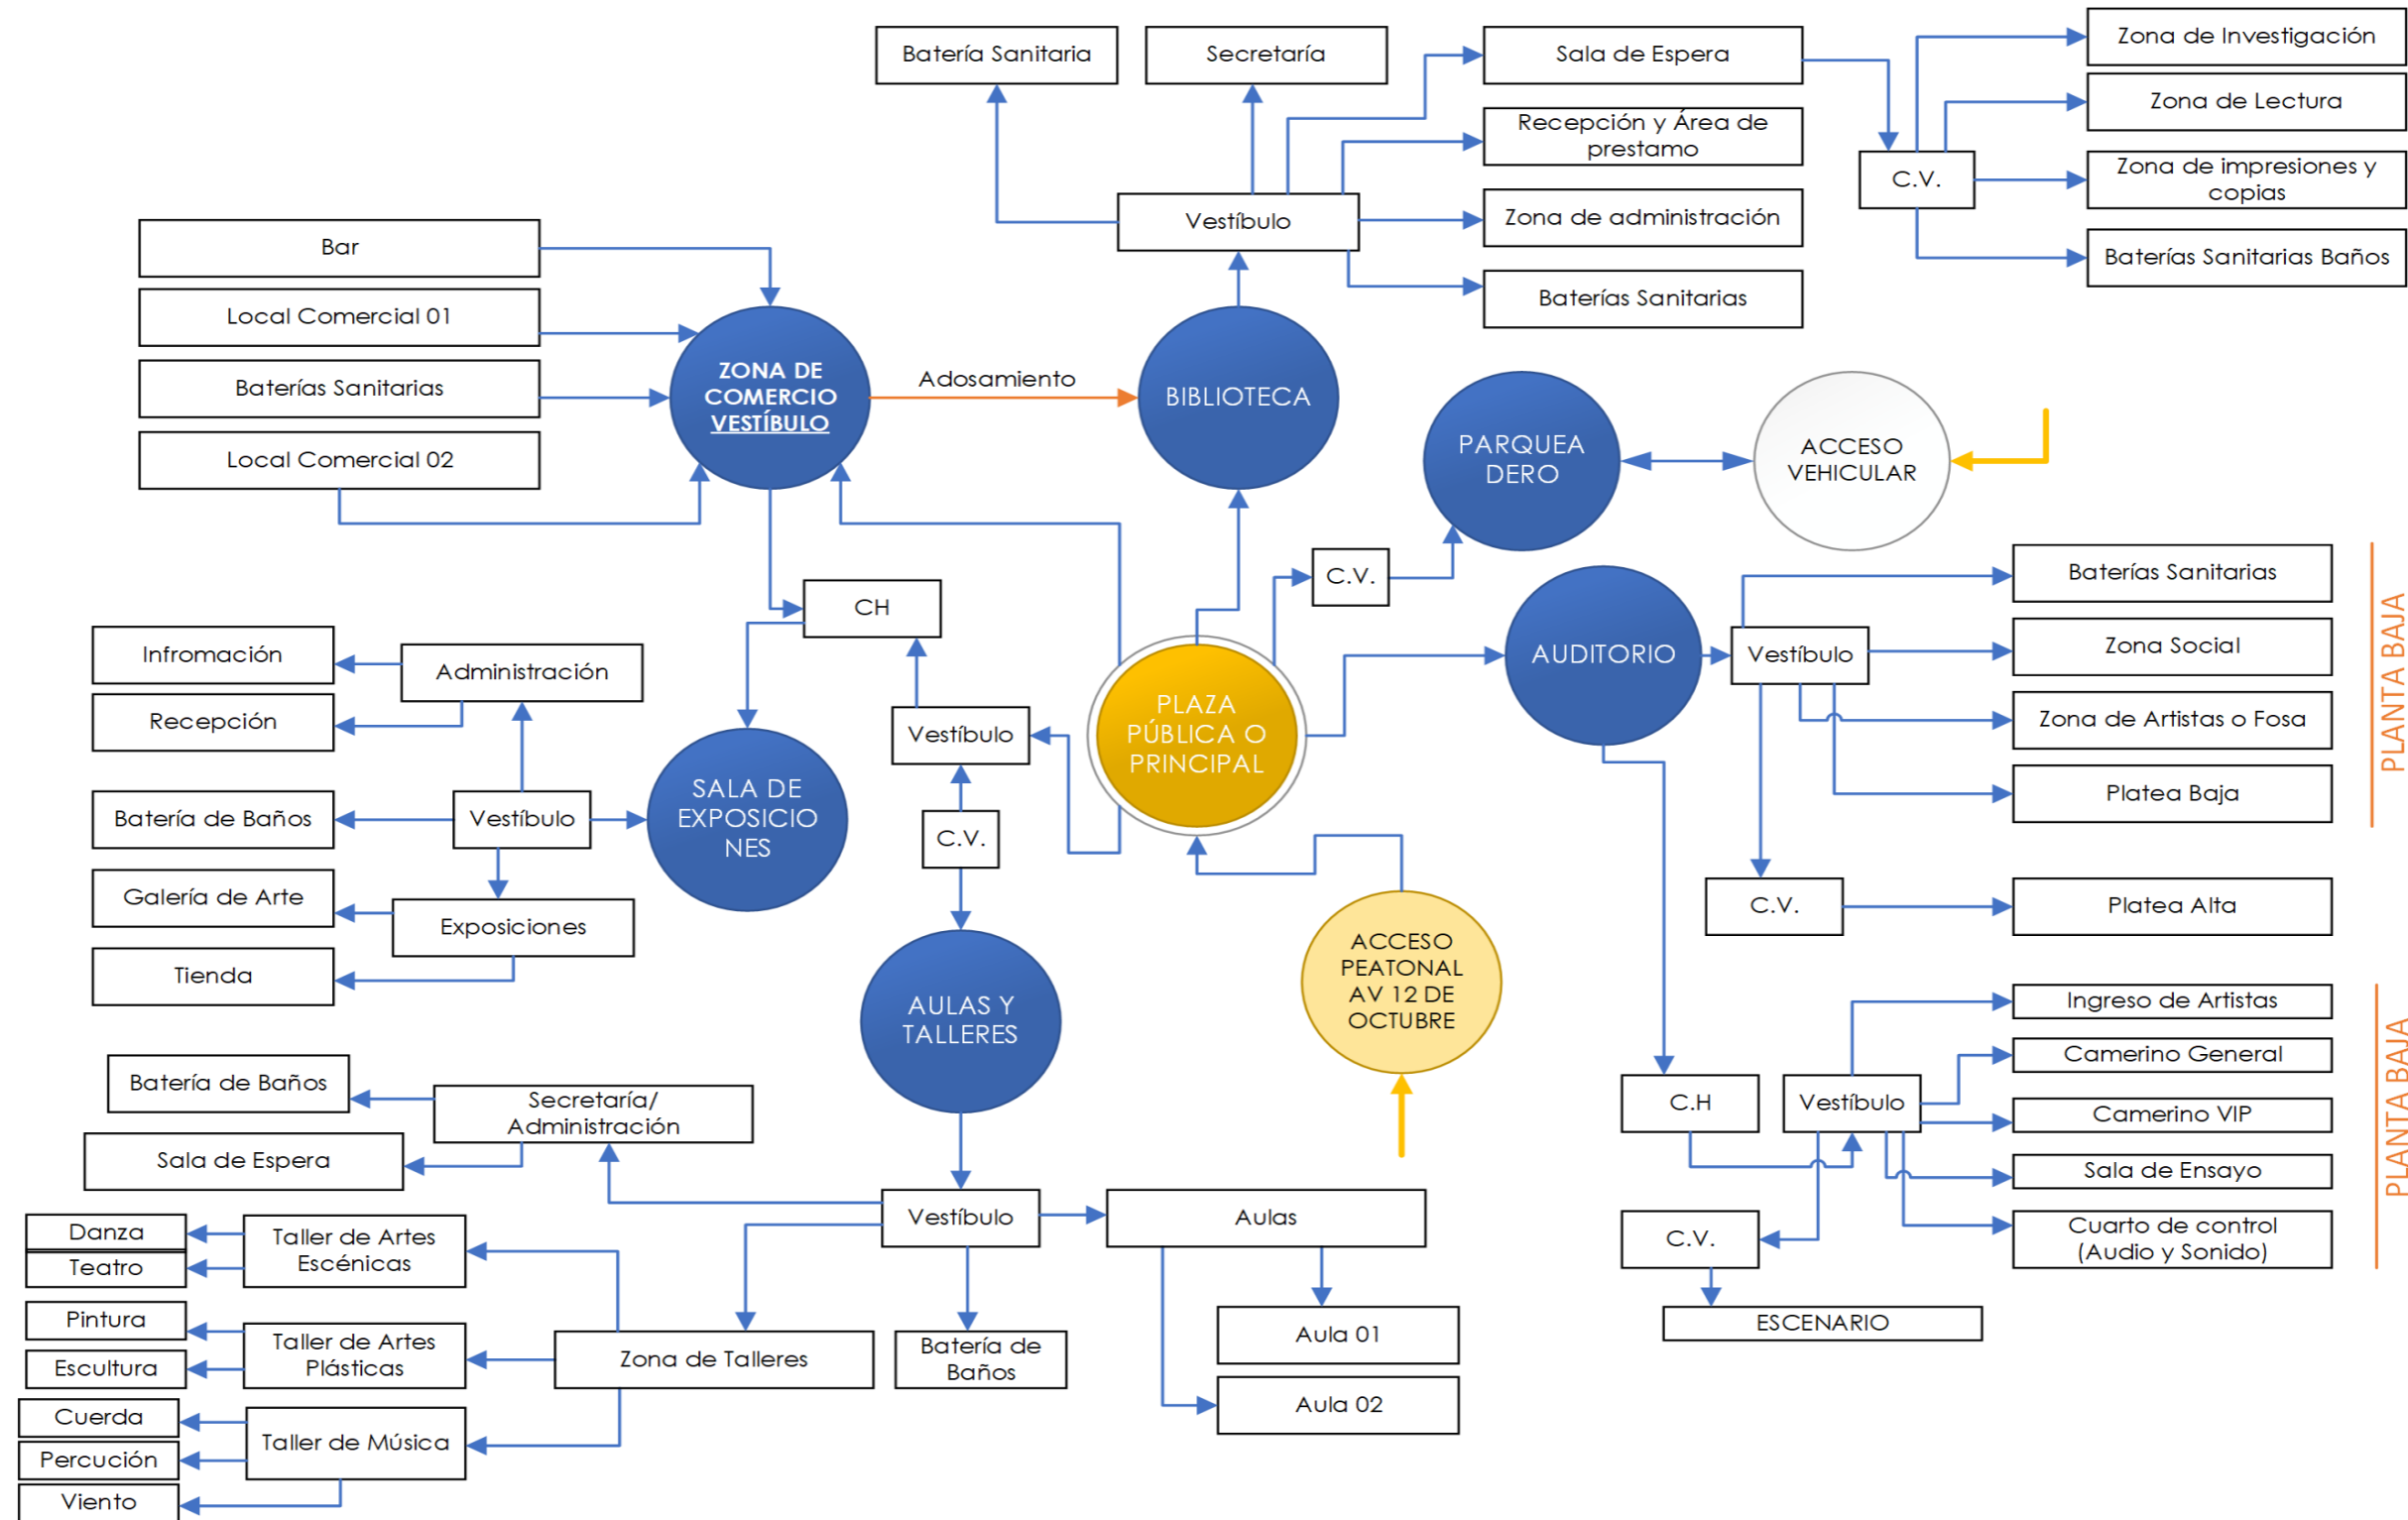 Batería Sanitaria
Secretaría
Sala de Espera
Recepción y Área de
prestamo
Zona de administración
Baterías Sanitarias
Vestíbulo
C.V.
Zona de Investigación
Zona de Lectura
Zona de impresiones y
copias
Baterías Sanitarias Baños
Bar
Local Comercial 01
Baterías Sanitarias
Local Comercial 02
ZONA DE
COMERCIO
VESTÍBULO
Adosamiento
BIBLIOTECA
PARQUEA
DERO
ACCESO
VEHICULAR
C.V.
CH
Vestíbulo
C.V.
PLAZA
PÚBLICA O
PRINCIPAL
AUDITORIO
Vestíbulo
Baterías Sanitarias
Zona Social
Zona de Artistas o Fosa
Platea Baja
PLANTA BAJA
C.V.
Platea Alta
Infromación
Recepción
Administración
Batería de Baños
Vestíbulo
SALA DE
EXPOSICIO
NES
Galería de Arte
Exposiciones
Tienda
AULAS Y
TALLERES
ACCESO
PEATONAL
AV 12 DE
OCTUBRE
C.H
Vestíbulo
Ingreso de Artistas
Camerino General
Camerino VIP
Sala de Ensayo
Cuarto de control
(Audio y Sonido)
PLANTA BAJA
C.V.
ESCENARIO
Batería de Baños
Secretaría/
Administración
Sala de Espera
Vestíbulo
Aulas
Aula 01
Aula 02
Batería de
Baños
Zona de Talleres
Taller de Artes
Escénicas
Danza
Teatro
Taller de Artes
Plásticas
Pintura
Escultura
Taller de Música
Cuerda
Percución
Viento